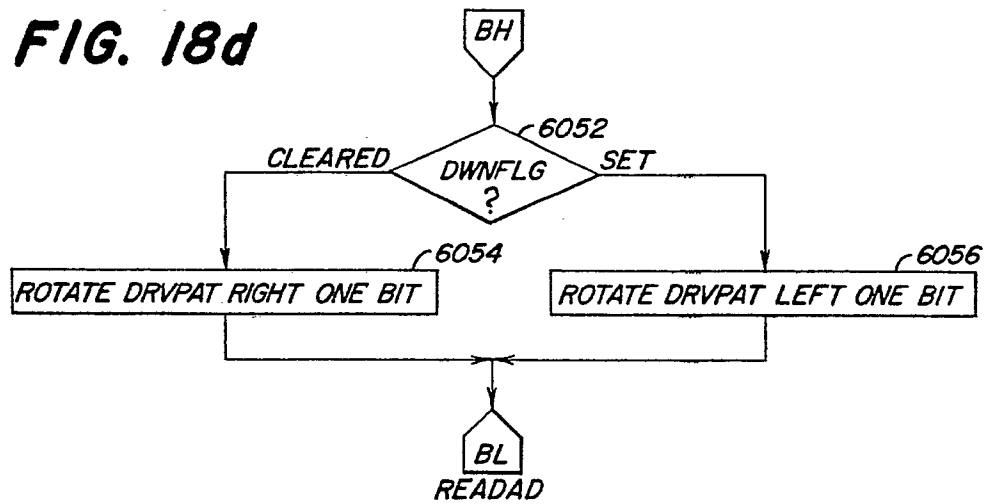 FIG. 18d
BH
6052
CLEARED
DWNFLG
?
SET
6054
ROTATE DRVPAT RIGHT ONE BIT
6056
ROTATE DRVPAT LEFT ONE BIT
BL
READAD